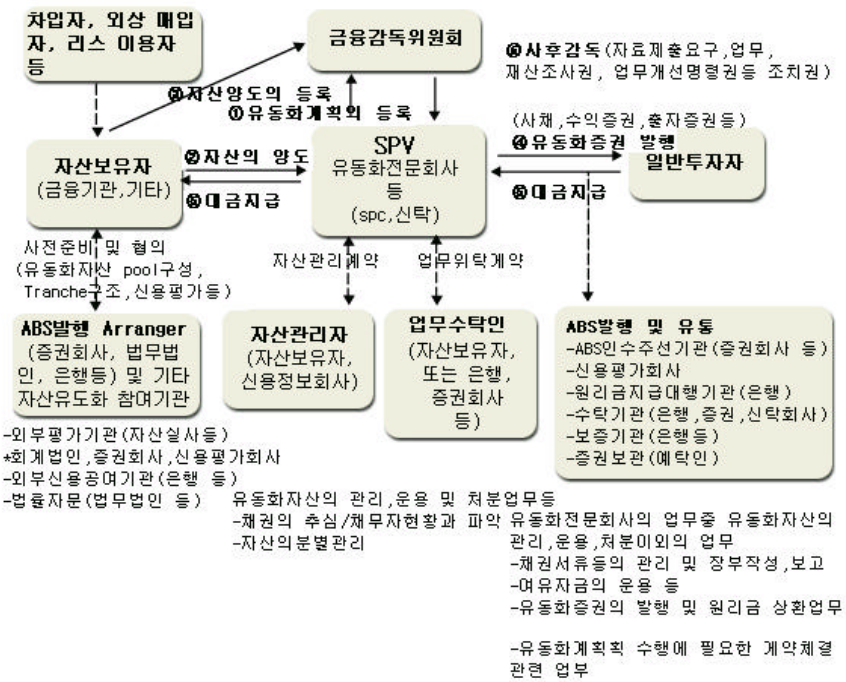 차입자, 외상 매입
자, 리스 이용자
등
금융감독위원회
⑥사후감독(자료제출요구,업무,
재산조사권, 업무개선명령권등 조치권)
③자산양도의 등록
①유동화계획의 등록
(사채,수익증권,출자증권등)
자산보유자
(금융기관,기타)
②자산의 양도
⑥대금지급
SPV
유동화전문회사
등
(spc,신탁)
④유동화증권 발행
⑤대금지급
일반투자자
사전준비 및 협의
(유동화자산 pool구성,
Tranche구조,신용평가등)
자산관리계약
업무위탁계약
ABS발행 Arranger
(증권회사, 법무법
인, 은행등) 및 기타
자산유도화 참여기관
자산관리자
(자산보유자,
신용정보회사)
업무수탁인
(자산보유자,
또는 은행,
증권회사
등)
ABS발행 및 유통
-ABS인수주선기관(증권회사 등)
-신용평가회사
-원리금지급대행기관(은행)
-수탁기관(은행,증권,신탁회사)
-보증기관(은행등)
-증권보관(예탁인)
-외부평가기관(자산실사등)
*회계법인,증권회사,신용평가회사
-외부신용공여기관(은행 등)
-법률자문(법무법인 등)
유동화자산의 관리,운용 및 처분업무등
-채권의 추심/채무자현황과 파악
-자산의분별관리
유동화전문회사의 업무중 유동화자산의
관리,운용,처분이외의 업무
-채권서류등의 관리 및 장부작성,보고
-여유자금의 운용 등
-유동화증권의 발행 및 원리금 상환업무
-유동화계획획 수행에 필요한 계약체결
관련 업부